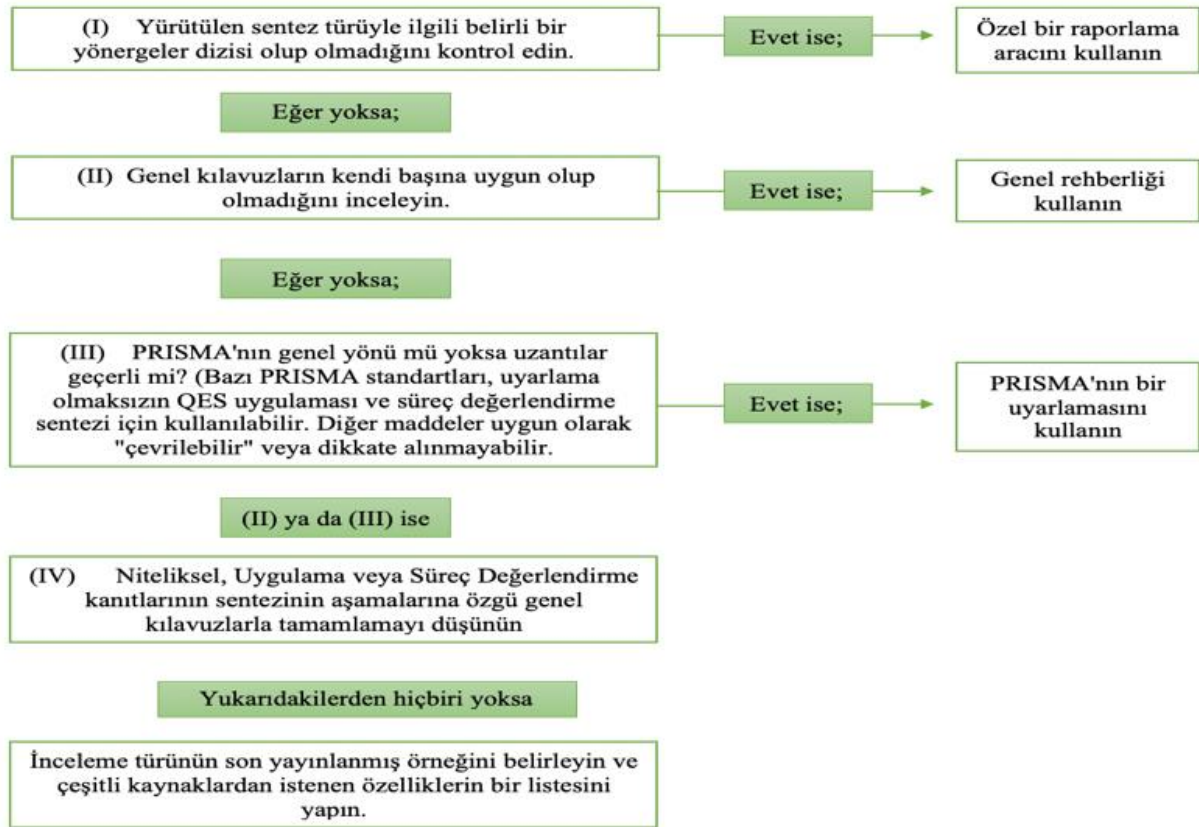 (I) Yürütülen sentez türüyle ilgili belirli bir
yönergeler dizisi olup olmadığını kontrol edin.
Evet ise;
Özel bir raporlama
aracını kullanın
Eğer yoksa;
(II) Genel kılavuzların kendi başına uygun olup
olmadığını inceleyin.
Evet ise;
Genel rehberliği
kullanın
Eğer yoksa;
(III) PRISMA'nın genel yönü mü yoksa uzantılar
geçerli mi? (Bazı PRISMA standartları, uyarlama
olmaksızın QES uygulaması ve süreç değerlendirme
sentezi için kullanılabilir. Diğer maddeler uygun olarak
"çevrilebilir" veya dikkate alınmayabilir.
Evet ise;
PRISMA'nın bir
uyarlamasını
kullanın
(II) ya da (III) ise
(IV) Niteliksel, Uygulama veya Süreç Değerlendirme
kanıtlarının sentezinin aşamalarına özgü genel
kılavuzlarla tamamlamayı düşünün
Yukarıdakilerden hiçbiri yoksa
İnceleme türünün son yayınlanmış örneğini belirleyin ve
çeşitli kaynaklardan istenen özelliklerin bir listesini
yapın.